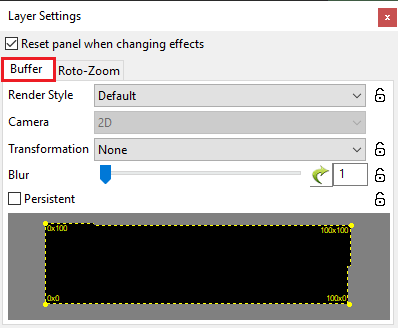 Layer Settings
x
Reset panel when changing effects
Buffer Roto-Zoom
Render Style Default
Camera 2D
Transformation None
Blur 1
Persistent
0x100 100x100
0x0 100x0